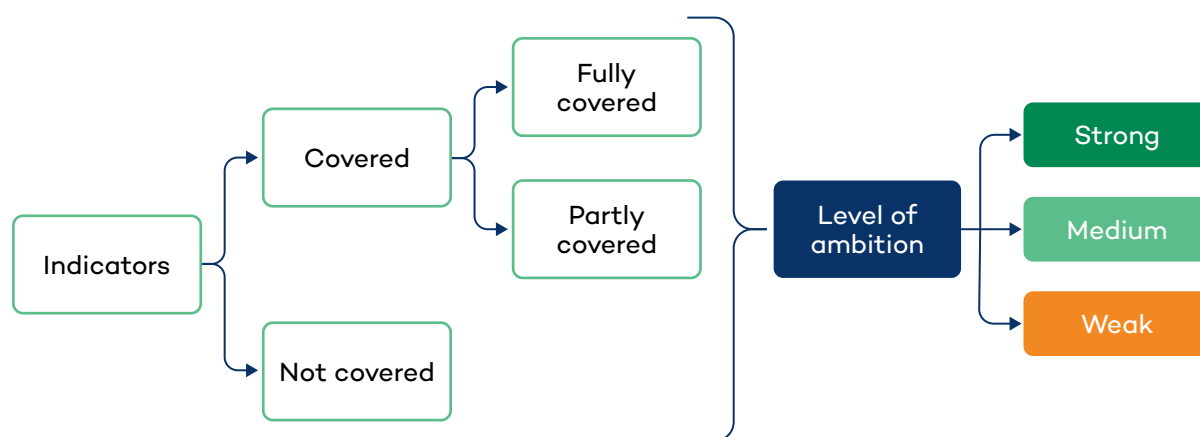 Indicators
Covered
Not covered
Fully
covered
Partly
covered
Level of
ambition
Strong
Medium
Weak